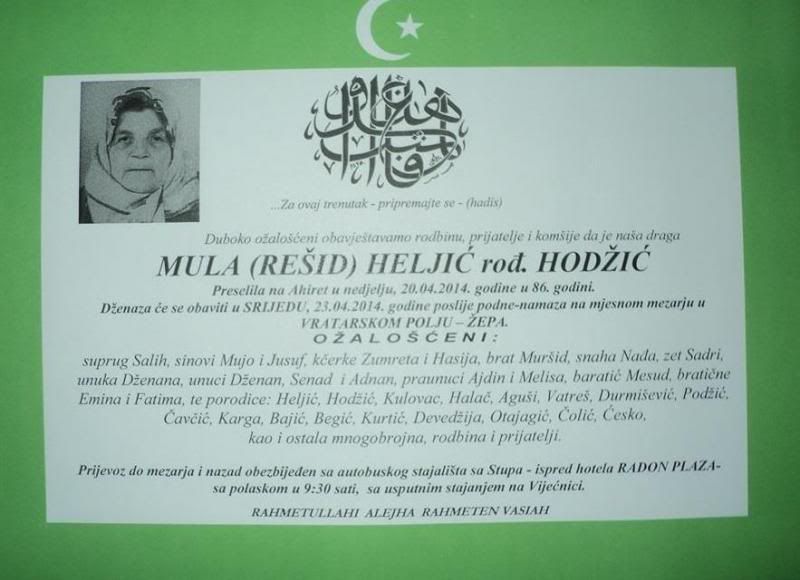 ...Za ovaj trenutak - pripremajte se - (hadis)
Duboko ožalošćeni obavještavamo rodbinu, prijatelje i komšije da je naša draga
MULA (REŠID) HELJIĆ rođ. HODŽIĆ
Preselila na Ahiret u nedjelju, 20.04.2014. godine u 86. godini.
Dženaza će se obaviti u SRIJEDU, 23.04.2014. godine poslije podne-namaza na mjesnom mezarju u
VRATARSKOM POLJU – ŽEPA.
OŽALOŠĆENI:
suprug Salih, sinovi Mujo i Jusuf, kćerke Zumreta i Hasija, brat Muršid, snaha Nada, zet Sadri,
unuka Dženana, unuci Dženan, Senad i Adnan, praunuci Ajdin i Melisa, baratić Mesud, bratične
Emina i Fatima, te porodice: Heljić, Hodžić, Kulovac, Halač, Aguši, Vatreš, Durmišević, Podžić,
Čavčić, Karga, Bajić, Begić, Kurtić, Devedžija, Otajagić, Čolić, Ćesko,
kao i ostala mnogobrojna, rodbina i prijatelji.
Prijevoz do mezarja i nazad obezbijeđen sa autobuskog stajališta sa Stupa - ispred hotela RADON PLAZA-
sa polaskom u 9:30 sati, sa usputnim stajanjem na Vijećnici.
RAHMETULLAHI ALEJHA RAHMETEN VASIAH